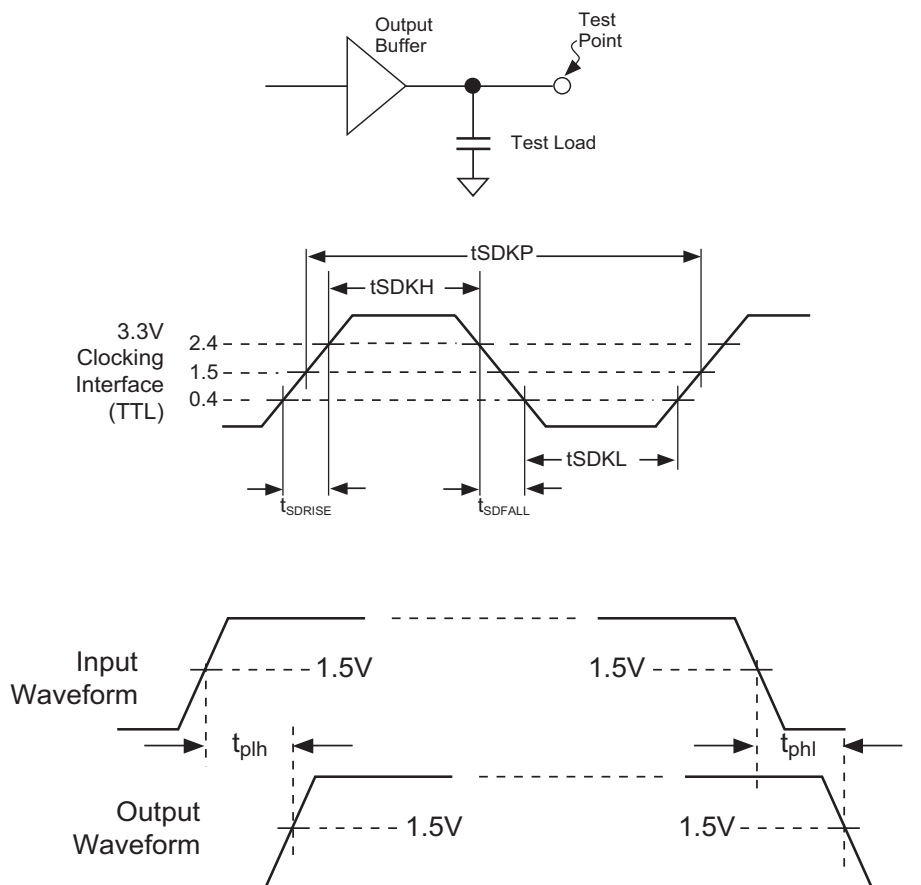 Output
Buffer
Test
Point
Test Load
tSDKP
tSDKH
3.3V
Clocking
Interface
(TTL)
2.4
1.5
0.4
tSDKL
tSDRISE
tSDFALL
Input
Waveform
1.5V
1.5V
tplh
tphl
Output
Waveform
1.5V
1.5V